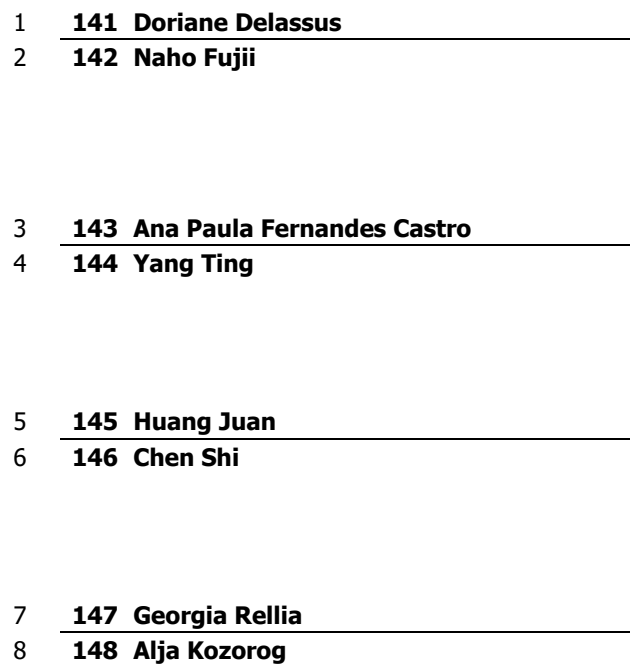 1 141 Doriane Delassus
2 142 Naho Fujii
3 143 Ana Paula Fernandes Castro
4 144 Yang Ting
5 145 Huang Juan
6 146 Chen Shi
7 147 Georgia Rellia
8 148 Alja Kozorog